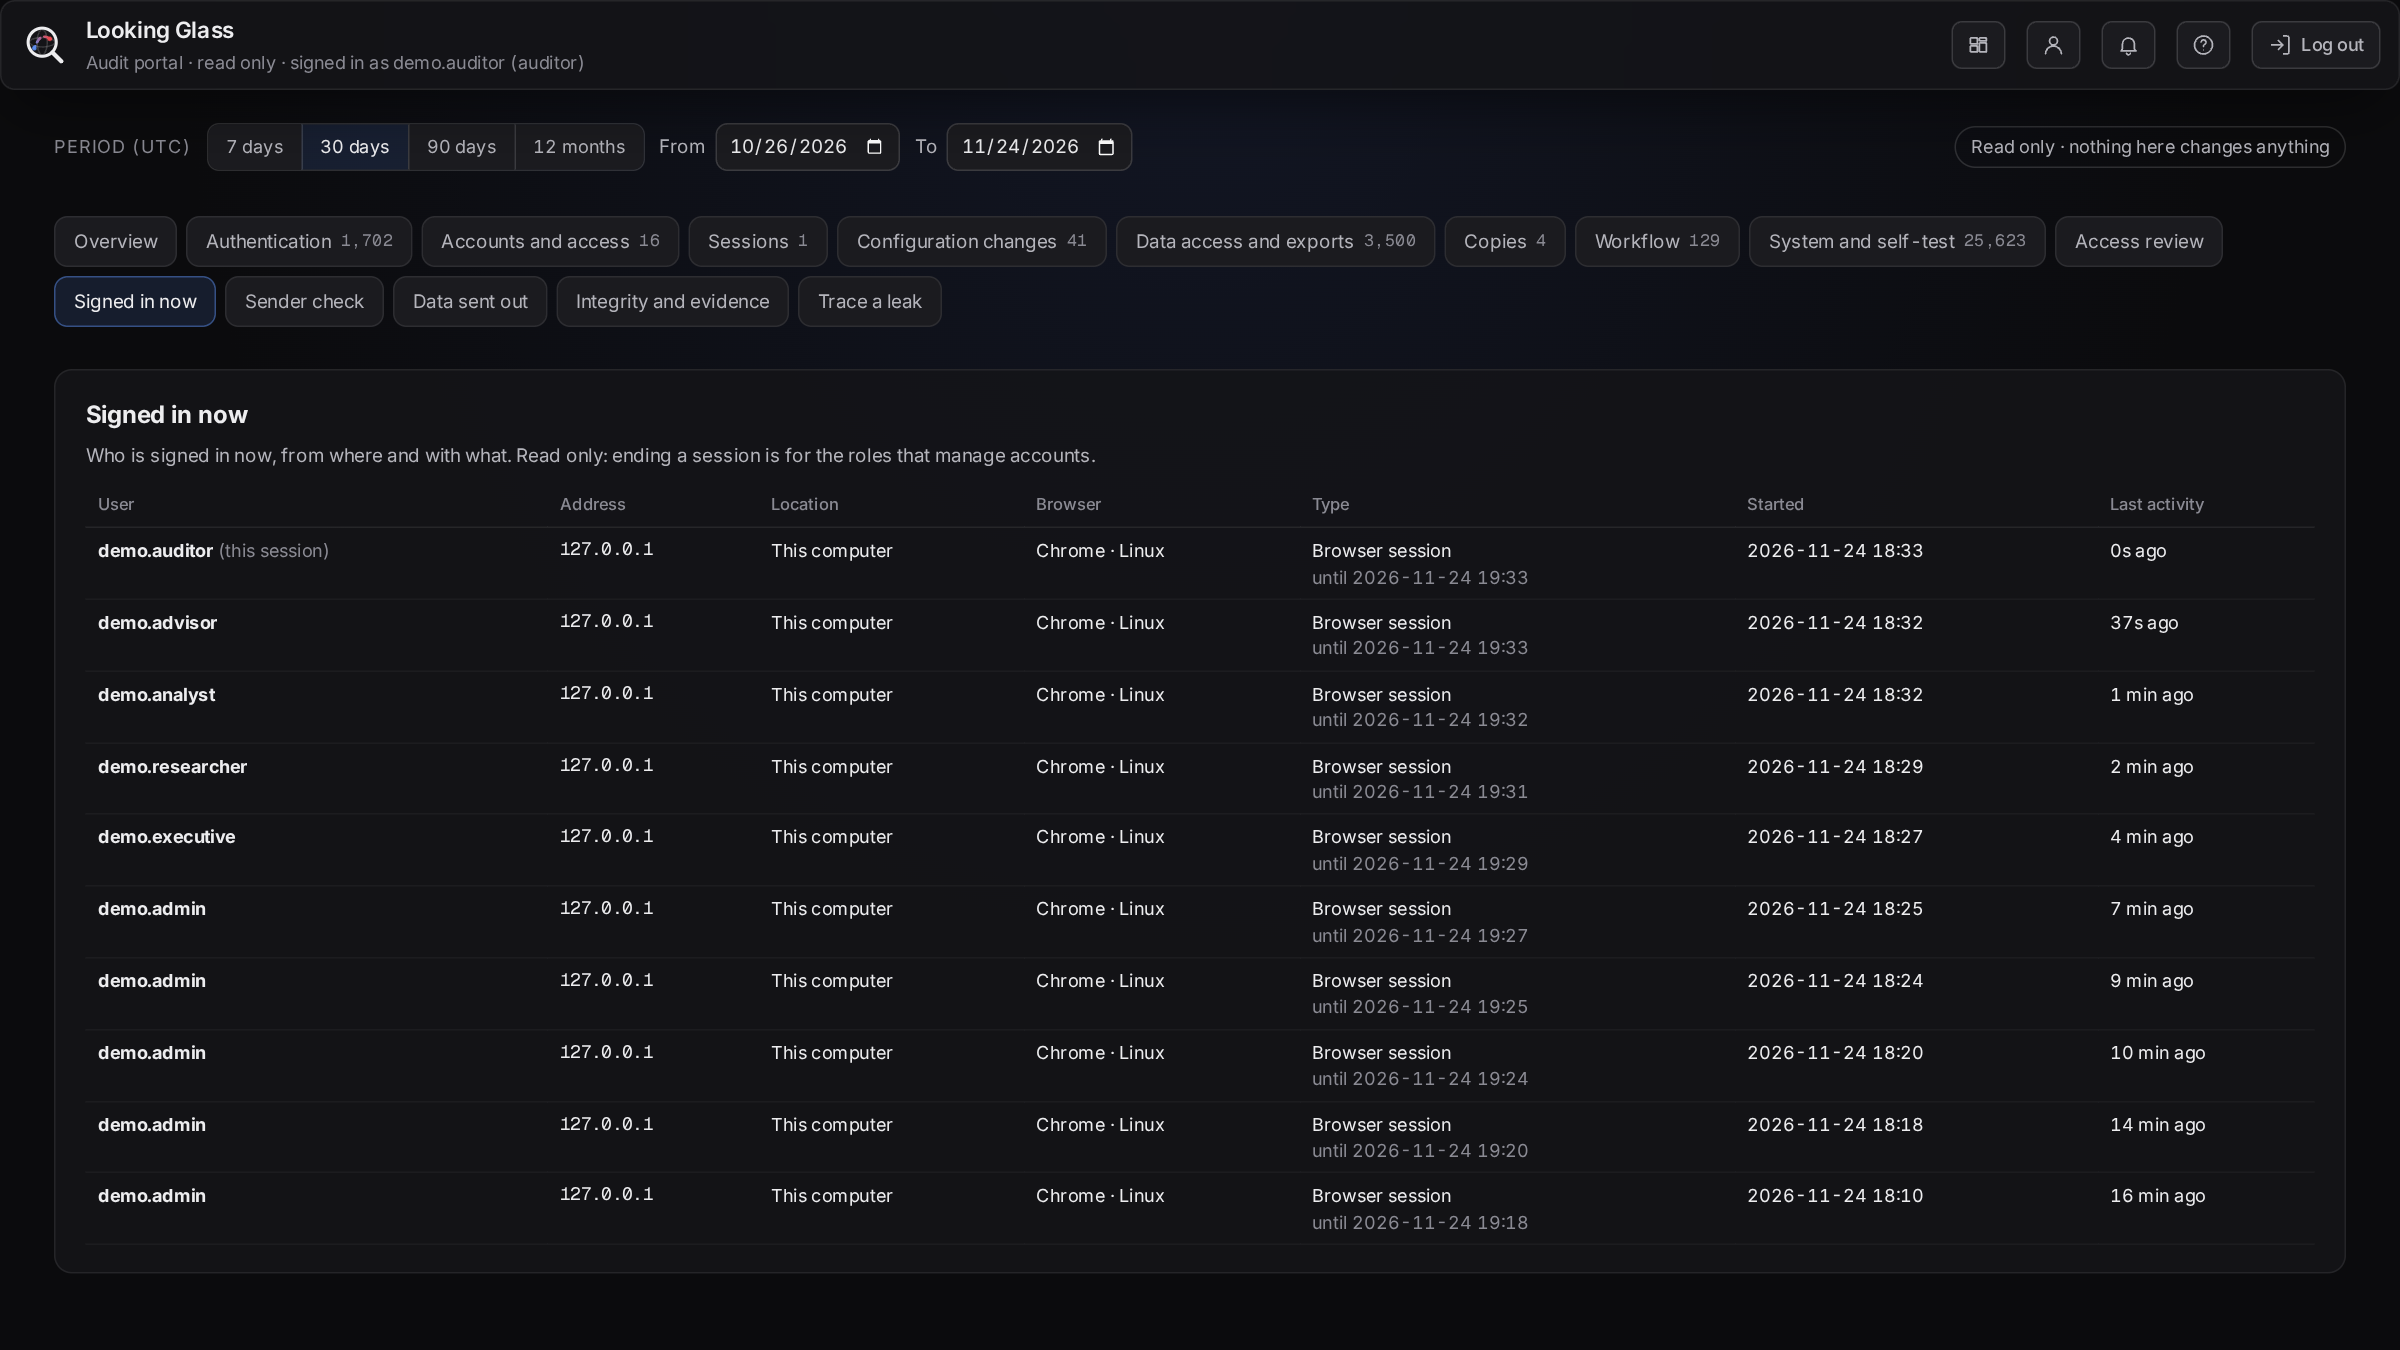 Looking Glass
Audit portal · read only · signed in as demo.auditor (auditor)
Log out
PERIOD (UTC) 7 days 30 days 90 days 12 months From 10/26/2026 To 11/24/2026 Read only · nothing here changes anything
Overview Authentication 1,702 Accounts and access 16 Sessions 1 Configuration changes 41 Data access and exports 3,500 Copies 4 Workflow 129 System and self-test 25,623 Access review
Signed in now Sender check Data sent out Integrity and evidence Trace a leak
Signed in now
Who is signed in now, from where and with what. Read only: ending a session is for the roles that manage accounts.
User Address Location Browser Type Started Last activity
demo.auditor (this session) 127.0.0.1 This computer Chrome · Linux Browser session 2026-11-24 18:33 0s ago
until 2026-11-24 19:33
demo.advisor 127.0.0.1 This computer Chrome · Linux Browser session 2026-11-24 18:32 37s ago
until 2026-11-24 19:33
demo.analyst 127.0.0.1 This computer Chrome · Linux Browser session 2026-11-24 18:32 1 min ago
until 2026-11-24 19:32
demo.researcher 127.0.0.1 This computer Chrome · Linux Browser session 2026-11-24 18:29 2 min ago
until 2026-11-24 19:31
demo.executive 127.0.0.1 This computer Chrome · Linux Browser session 2026-11-24 18:27 4 min ago
until 2026-11-24 19:29
demo.admin 127.0.0.1 This computer Chrome · Linux Browser session 2026-11-24 18:25 7 min ago
until 2026-11-24 19:27
demo.admin 127.0.0.1 This computer Chrome · Linux Browser session 2026-11-24 18:24 9 min ago
until 2026-11-24 19:25
demo.admin 127.0.0.1 This computer Chrome · Linux Browser session 2026-11-24 18:20 10 min ago
until 2026-11-24 19:24
demo.admin 127.0.0.1 This computer Chrome · Linux Browser session 2026-11-24 18:18 14 min ago
until 2026-11-24 19:20
demo.admin 127.0.0.1 This computer Chrome · Linux Browser session 2026-11-24 18:10 16 min ago
until 2026-11-24 19:18